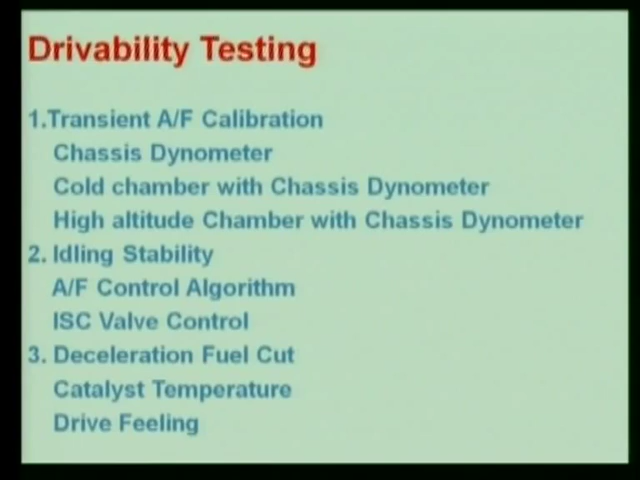 Drivability Testing
1.Transient A/F Calibration
Chassis Dynometer
Cold chamber with Chassis Dynometer
High altitude Chamber with Chassis Dynometer
2. Idling Stability
A/F Control Algorithm
ISC Valve Control
3. Deceleration Fuel Cut
Catalyst Temperature
Drive Feeling